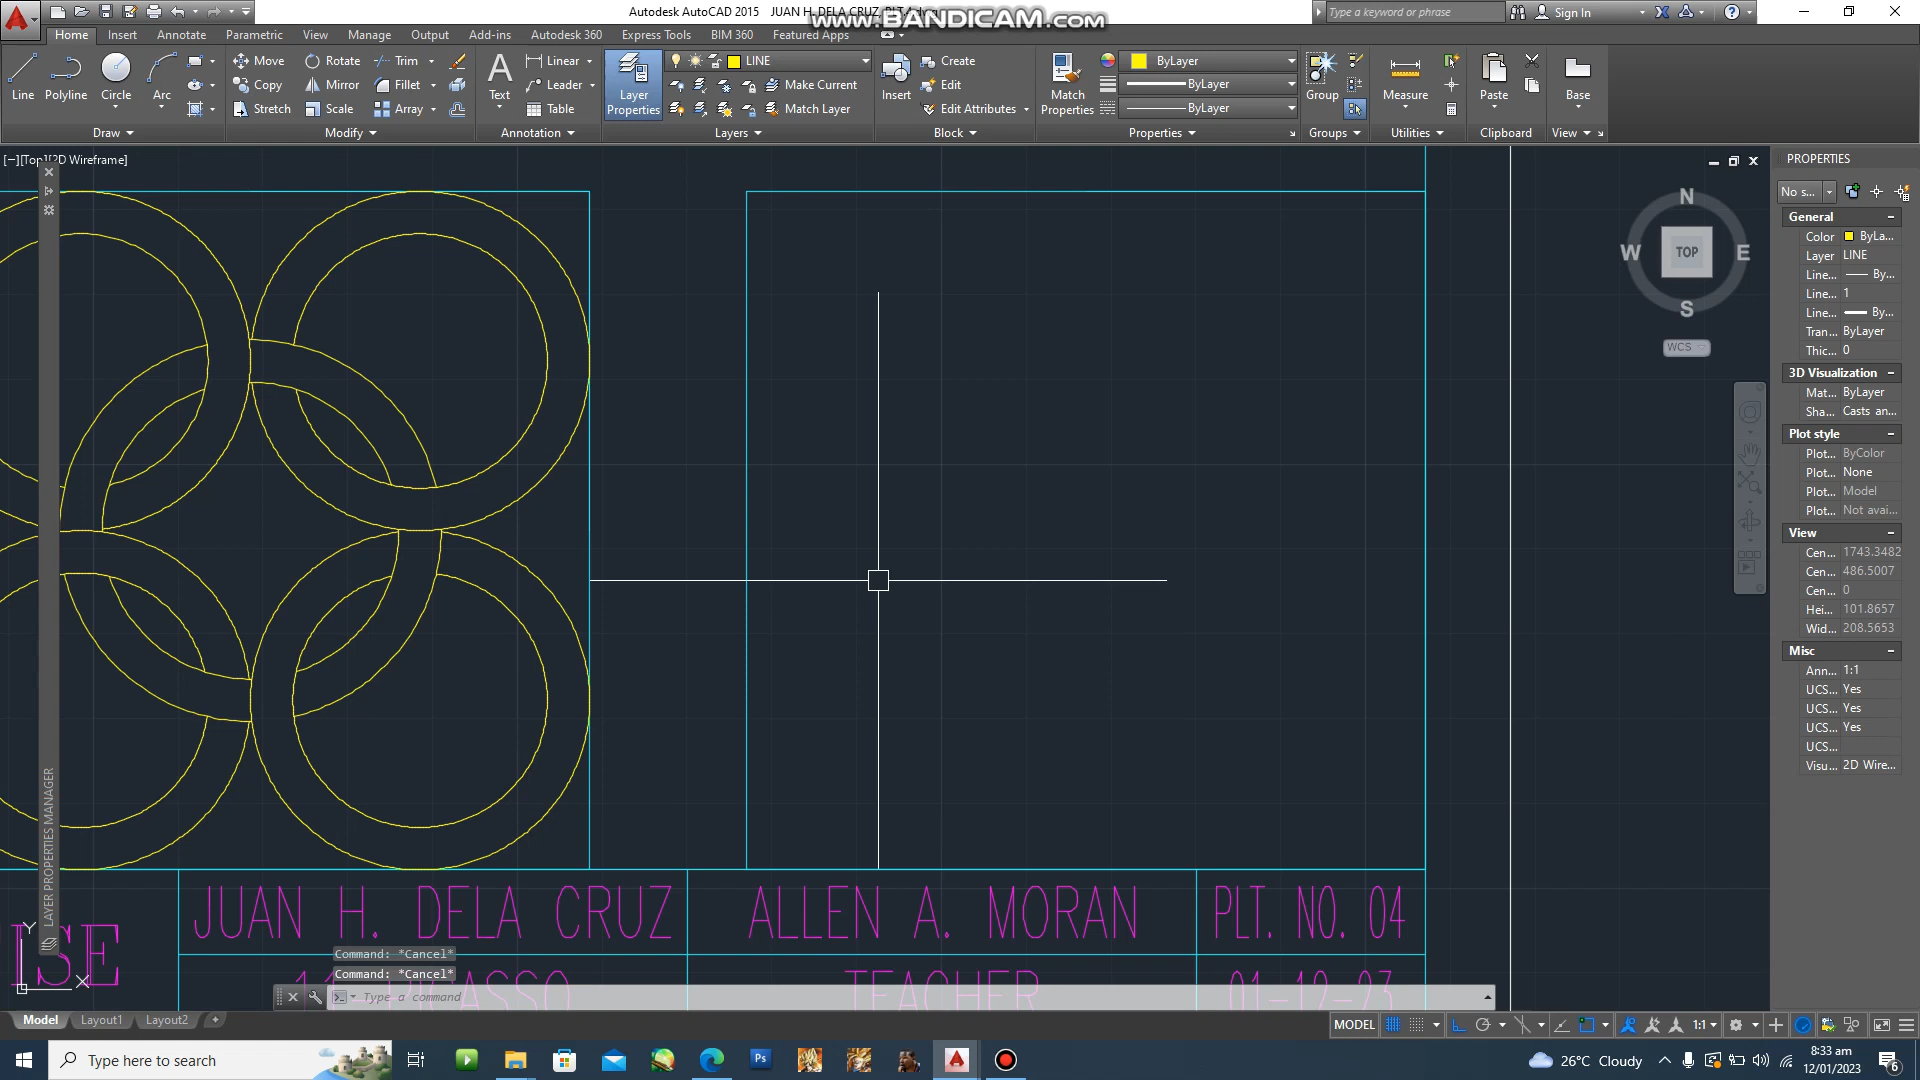 Autodesk AutoCAD 2015 JUAN H. DELA CRUZ
www.BANDICAM.com
Type a keyword or phrase
Sign In
Home Insert Annotate Parametric View Manage Output Add-ins Autodesk 360 Express Tools BIM 360 Featured Apps
Line Polyline Circle Arc
Move Rotate Trim
Copy Mirror Fillet
Stretch Scale Array
Text
Linear
Leader
Table
Layer Properties
LINE
Make Current
Match Layer
Insert
Create
Edit
Edit Attributes
Match Properties
ByLayer
ByLayer
ByLayer
Group
Measure
Paste
Base
Draw Modify Annotation Layers Block Properties Groups Utilities Clipboard View
[−][Top][2D Wireframe]
N
W TOP E
S
WCS
PROPERTIES
No s...
General
Color ByLa...
Layer LINE
Line... By...
Line... 1
Line... By...
Tran... ByLayer
Thic... 0
3D Visualization
Mat... ByLayer
Sha... Casts an...
Plot style
Plot... ByColor
Plot... None
Plot... Model
Plot... Not avai...
View
Cen... 1743.3482
Cen... 486.5007
Cen... 0
Hei... 101.8657
Wid... 208.5653
Misc
Ann... 1:1
UCS... Yes
UCS... Yes
UCS... Yes
UCS...
Visu... 2D Wire...
LAYER PROPERTIES MANAGER
JUAN H. DELA CRUZ ALLEN A. MORAN PLT. NO. 04
TEACHER 01-12-23
Y
X
Command: *Cancel*
Command: *Cancel*
Type a command
Model Layout1 Layout2
MODEL 1:1
Type here to search
Ps
26°C Cloudy
8:33 am
12/01/2023
6